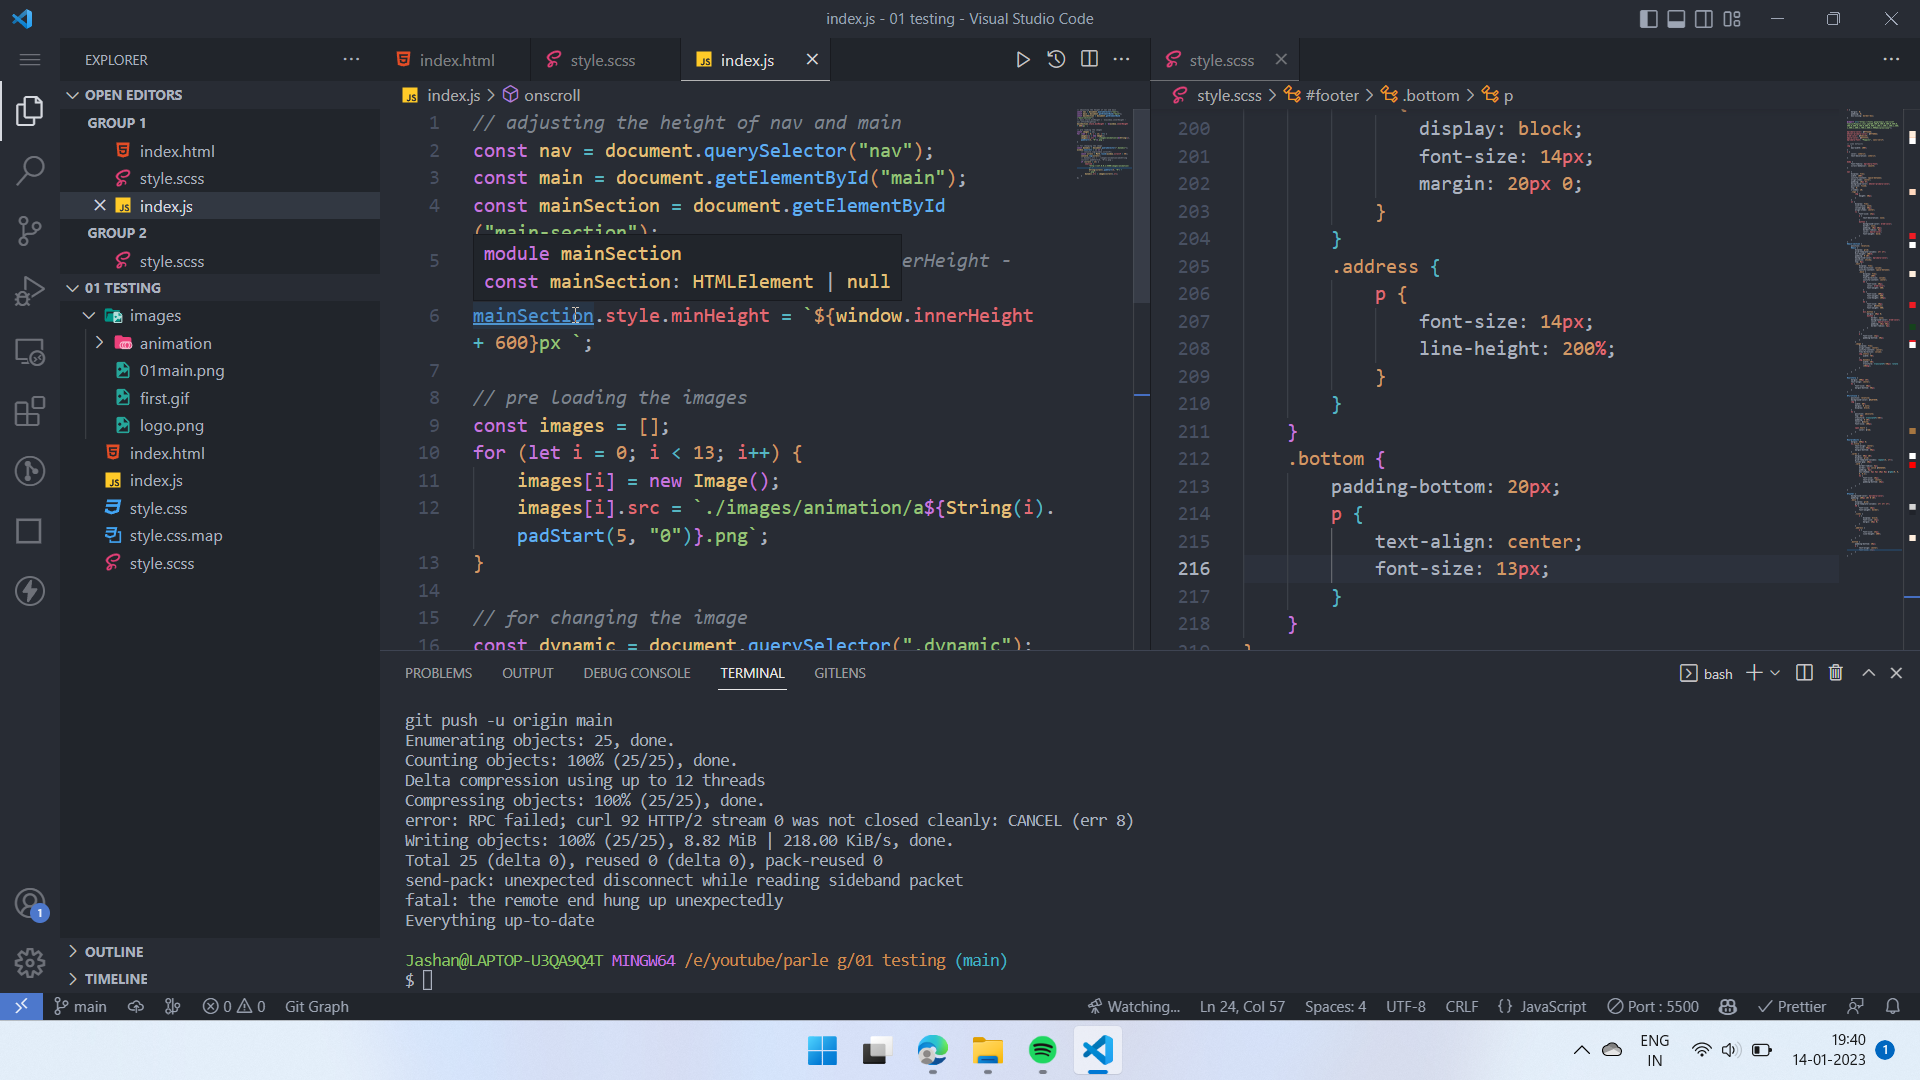 index.js - 01 testing - Visual Studio Code
EXPLORER
OPEN EDITORS
GROUP 1
index.html
style.scss
index.js
GROUP 2
style.scss
01 TESTING
images
animation
01main.png
first.gif
logo.png
index.html
index.js
style.css
style.css.map
style.scss
OUTLINE
TIMELINE
index.html
style.scss
index.js
index.js > onscroll
1 // adjusting the height of nav and main
2 const nav = document.querySelector("nav");
3 const main = document.getElementById("main");
4 const mainSection = document.getElementById
("main-section");
module mainSection
const mainSection: HTMLElement | null
5 erHeight -
6 mainSection.style.minHeight = `${window.innerHeight
+ 600}px `;
7
8 // pre loading the images
9 const images = [];
10 for (let i = 0; i < 13; i++) {
11 images[i] = new Image();
12 images[i].src = `./images/animation/a${String(i).
padStart(5, "0")}.png`;
13 }
14
15 // for changing the image
16 const dynamic = document.querySelector(".dynamic");
style.scss
style.scss > #footer > .bottom > p
{
200 display: block;
201 font-size: 14px;
202 margin: 20px 0;
203 }
204 }
205 .address {
206 p {
207 font-size: 14px;
208 line-height: 200%;
209 }
210 }
211 }
212 .bottom {
213 padding-bottom: 20px;
214 p {
215 text-align: center;
216 font-size: 13px;
217 }
218 }
219 }
PROBLEMS OUTPUT DEBUG CONSOLE TERMINAL GITLENS
bash
git push -u origin main
Enumerating objects: 25, done.
Counting objects: 100% (25/25), done.
Delta compression using up to 12 threads
Compressing objects: 100% (25/25), done.
error: RPC failed; curl 92 HTTP/2 stream 0 was not closed cleanly: CANCEL (err 8)
Writing objects: 100% (25/25), 8.82 MiB | 218.00 KiB/s, done.
Total 25 (delta 0), reused 0 (delta 0), pack-reused 0
send-pack: unexpected disconnect while reading sideband packet
fatal: the remote end hung up unexpectedly
Everything up-to-date
Jashan@LAPTOP-U3QA9Q4T MINGW64 /e/youtube/parle g/01 testing (main)
$
1
main 0 0 Git Graph
Watching... Ln 24, Col 57 Spaces: 4 UTF-8 CRLF {} JavaScript Port : 5500 Prettier
ENG
IN
19:40
14-01-2023
1